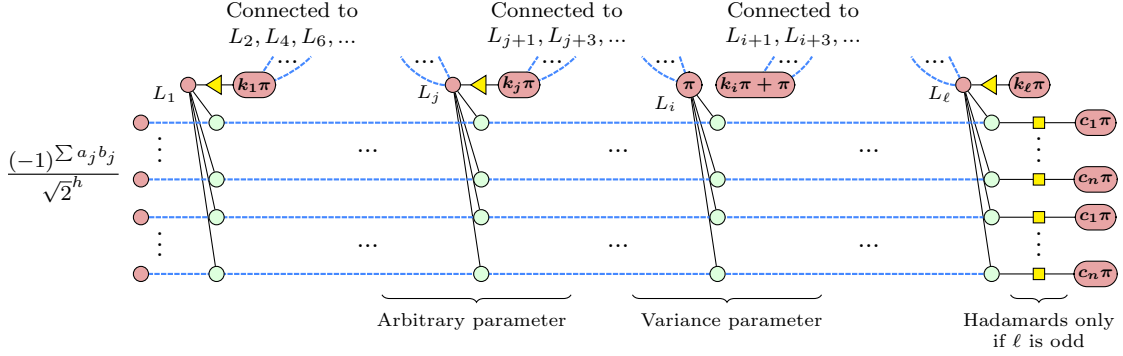 Connected to Connected to Connected to
L_2, L_4, L_6, ... L_{j+1}, L_{j+3}, ... L_{i+1}, L_{i+3}, ...
... ... ... ... ...  ...
k_1π k_jπ π k_iπ + π k_ℓπ
L_1 L_j L_i L_ℓ
c_1π
⋮ ... ... ... ⋮
(-1)^{∑ a_j b_j} / √2^h
c_nπ
c_1π
⋮ ... ... ... ⋮
c_nπ
Arbitrary parameter Variance parameter Hadamards only
if ℓ is odd